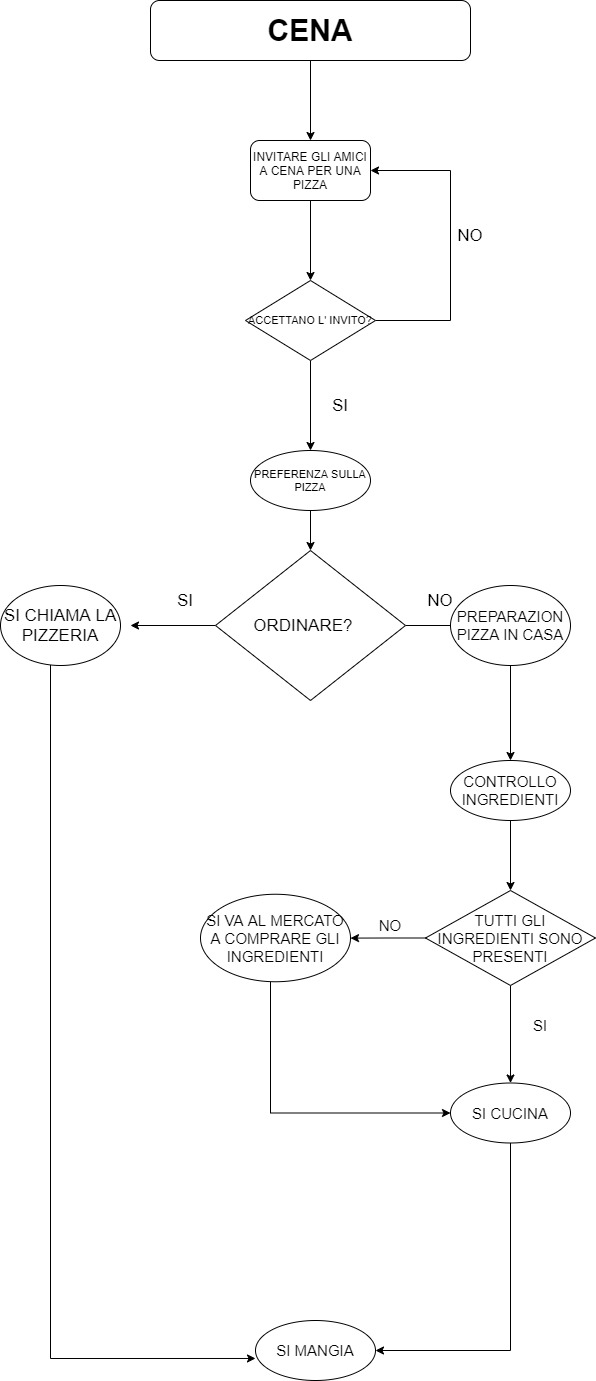 CENA
INVITARE GLI AMICI
A CENA PER UNA
PIZZA
NO
ACCETTANO L' INVITO?
SI
PREFERENZA SULLA
PIZZA
SI CHIAMA LA
PIZZERIA
SI
ORDINARE?
NO
PREPARAZION
PIZZA IN CASA
CONTROLLO
INGREDIENTI
SI VA AL MERCATO
A COMPRARE GLI
INGREDIENTI
NO
TUTTI GLI
INGREDIENTI SONO
PRESENTI
SI
SI CUCINA
SI MANGIA